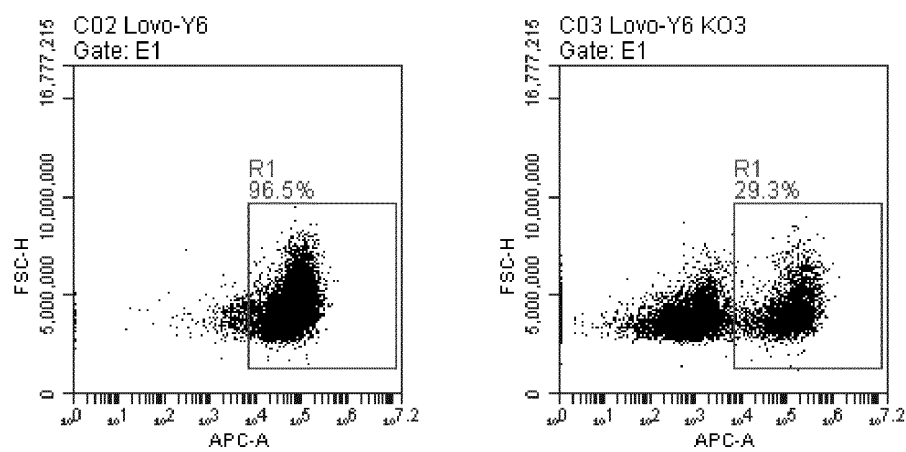 C02 Lovo-Y6
Gate: E1
R1
96.5%
FSC-H
16,777,215
10,000,000
5,000,000
0
10^0 10^1 10^2 10^3 10^4 10^5 10^6 10^7.2
APC-A
C03 Lovo-Y6 KO3
Gate: E1
R1
29.3%
FSC-H
16,777,215
10,000,000
5,000,000
0
10^0 10^1 10^2 10^3 10^4 10^5 10^6 10^7.2
APC-A